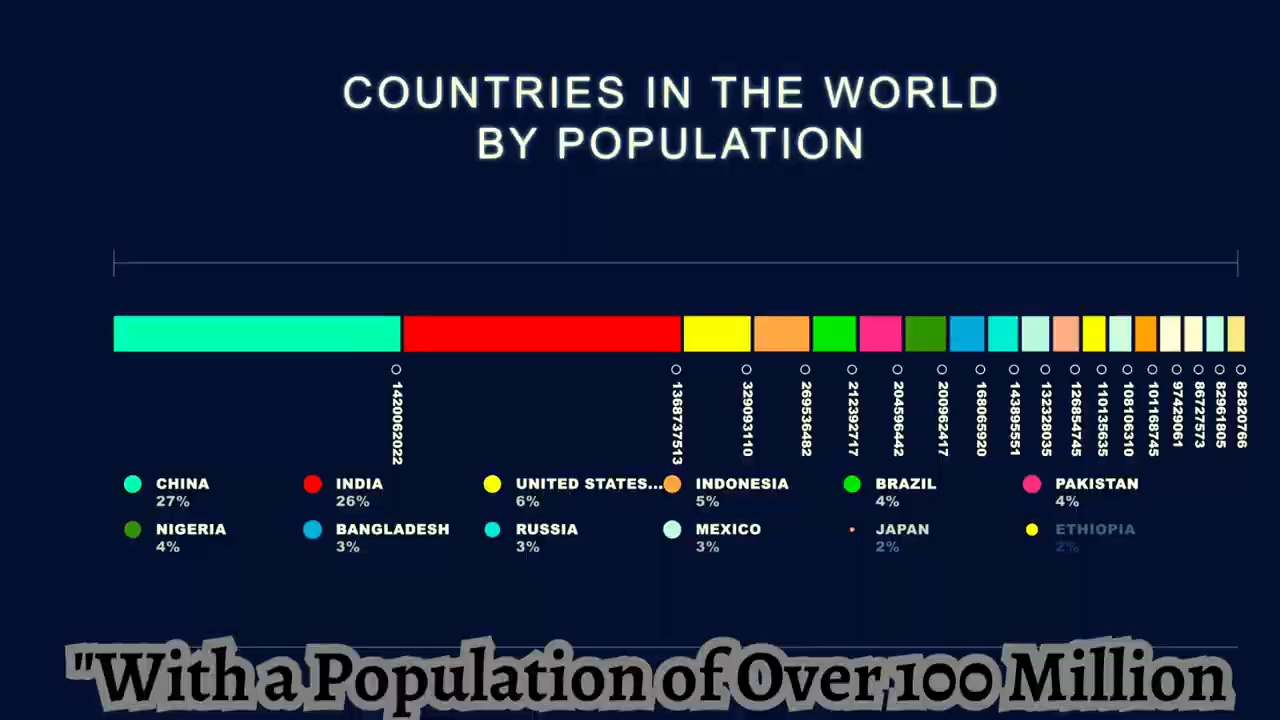 COUNTRIES IN THE WORLD
BY POPULATION
1420062022
1368737513
329093110
269536482
212392717
204596442
200962417
168065920
143895551
132328035
126854745
110135635
108106310
101168745
97429061
86727573
82961805
82820766
CHINA
27%
INDIA
26%
UNITED STATES...
6%
INDONESIA
5%
BRAZIL
4%
PAKISTAN
4%
NIGERIA
4%
BANGLADESH
3%
RUSSIA
3%
MEXICO
3%
JAPAN
2%
ETHIOPIA
2%
"With a Population of Over 100 Million